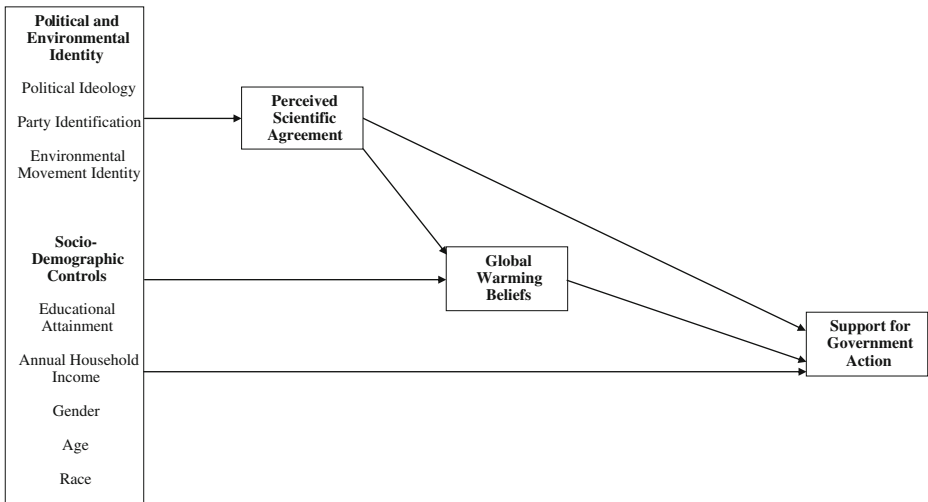 Political and
Environmental
Identity
Political Ideology
Party Identification
Environmental
Movement Identity
Socio-
Demographic
Controls
Educational
Attainment
Annual Household
Income
Gender
Age
Race
Perceived
Scientific
Agreement
Global
Warming
Beliefs
Support for
Government
Action